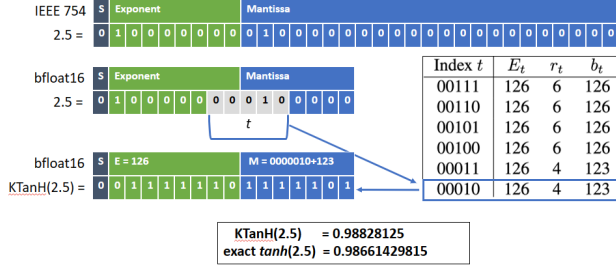 IEEE 754 S Exponent Mantissa
2.5 = 0 1 0 0 0 0 0 0 0 0 1 0 0 0 0 0 0 0 0 0 0 0 0 0 0 0 0 0 0 0 0 0
bfloat16 S Exponent Mantissa
2.5 = 0 1 0 0 0 0 0 0 0 0 1 0 0 0 0 0
t
bfloat16 S E = 126 M = 0000010+123
KTanH(2.5) = 0 0 1 1 1 1 1 1 0 1 1 1 1 1 0 1
Index t E_t r_t b_t
00111 126 6 126
00110 126 6 126
00101 126 6 126
00100 126 6 126
00011 126 4 123
00010 126 4 123
KTanH(2.5) = 0.98828125
exact tanh(2.5) = 0.98661429815